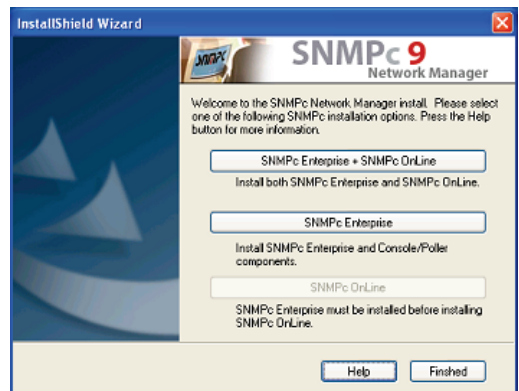 InstallShield Wizard
SNMPc
SNMPc 9
Network Manager
Welcome to the SNMPc Network Manager install. Please select
one of the following SNMPc installation options. Press the Help
button for more information.
SNMPc Enterprise + SNMPc OnLine
Install both SNMPc Enterprise and SNMPc OnLine.
SNMPc Enterprise
Install SNMPc Enterprise and Console/Poller
components.
SNMPc OnLine
SNMPc Enterprise must be installed before installing
SNMPc OnLine.
Help
Finshed